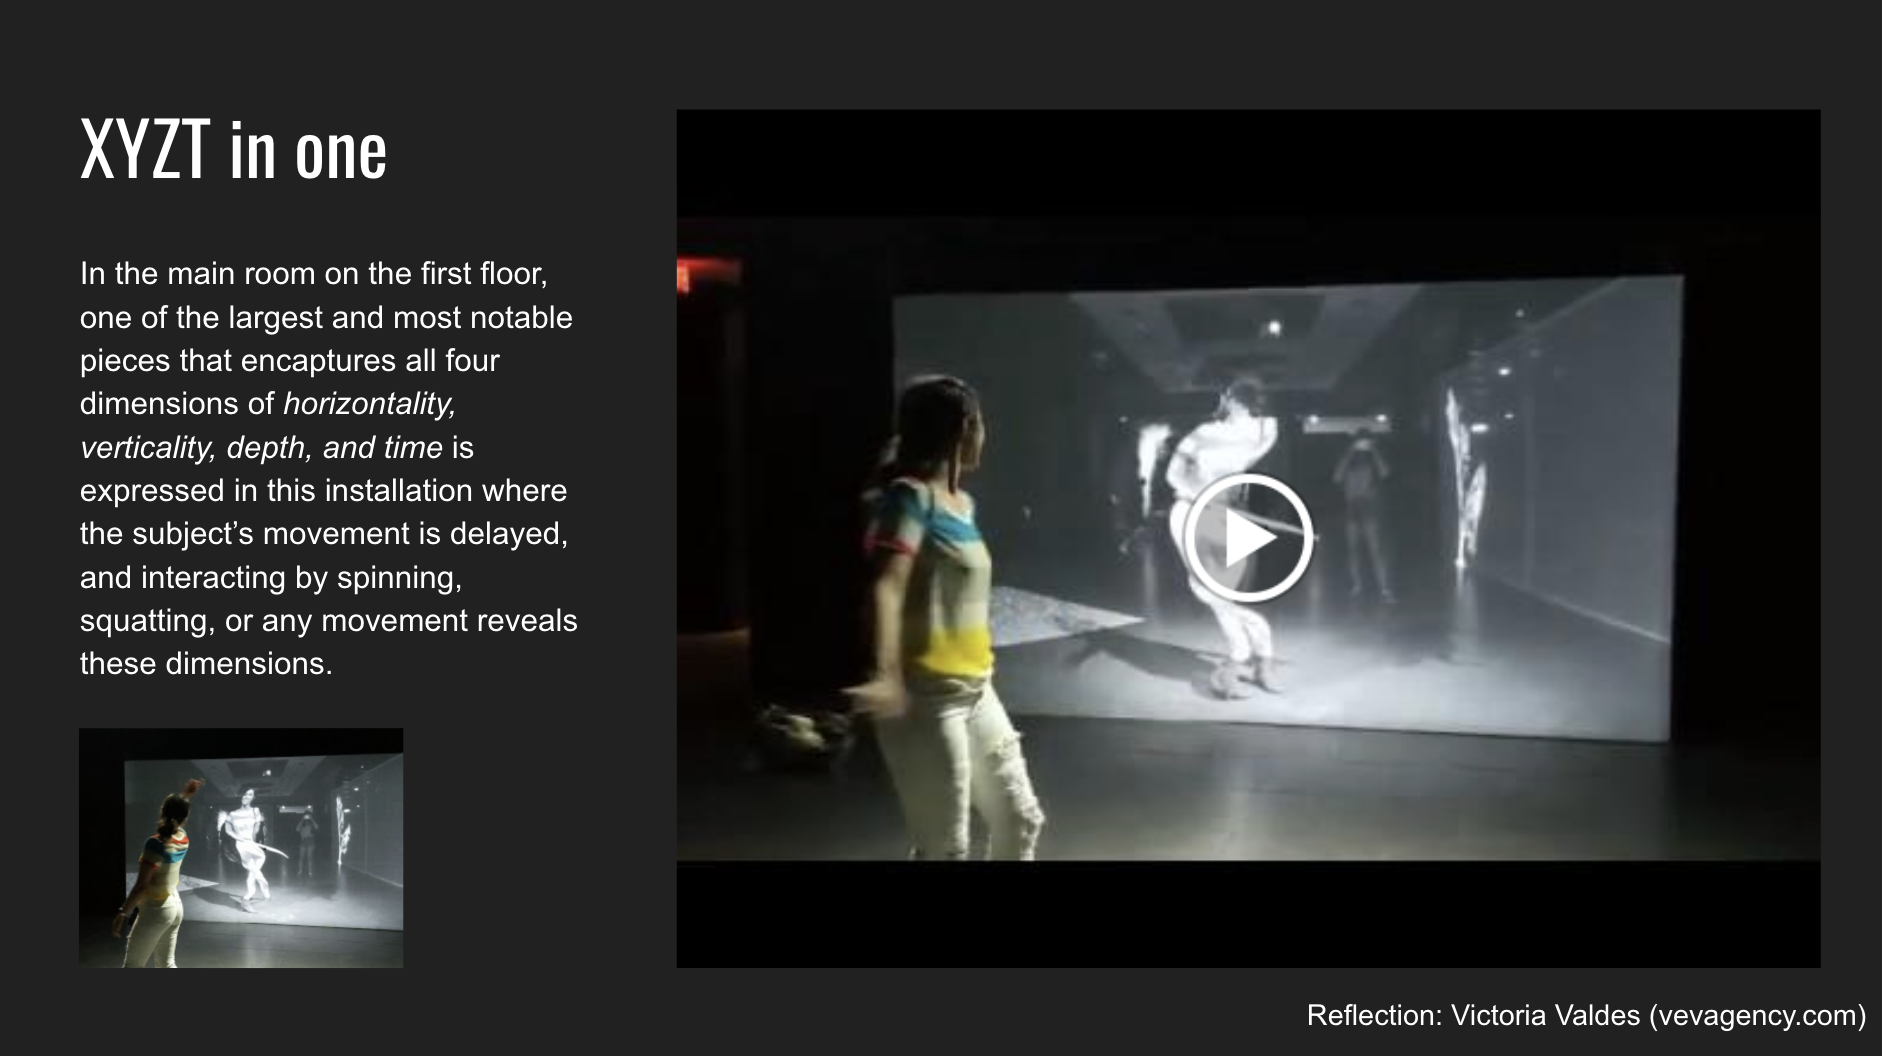 XYZT in one
In the main room on the first floor,
one of the largest and most notable
pieces that encaptures all four
dimensions of horizontality,
verticality, depth, and time is
expressed in this installation where
the subject’s movement is delayed,
and interacting by spinning,
squatting, or any movement reveals
these dimensions.
Reflection: Victoria Valdes (vevagency.com)